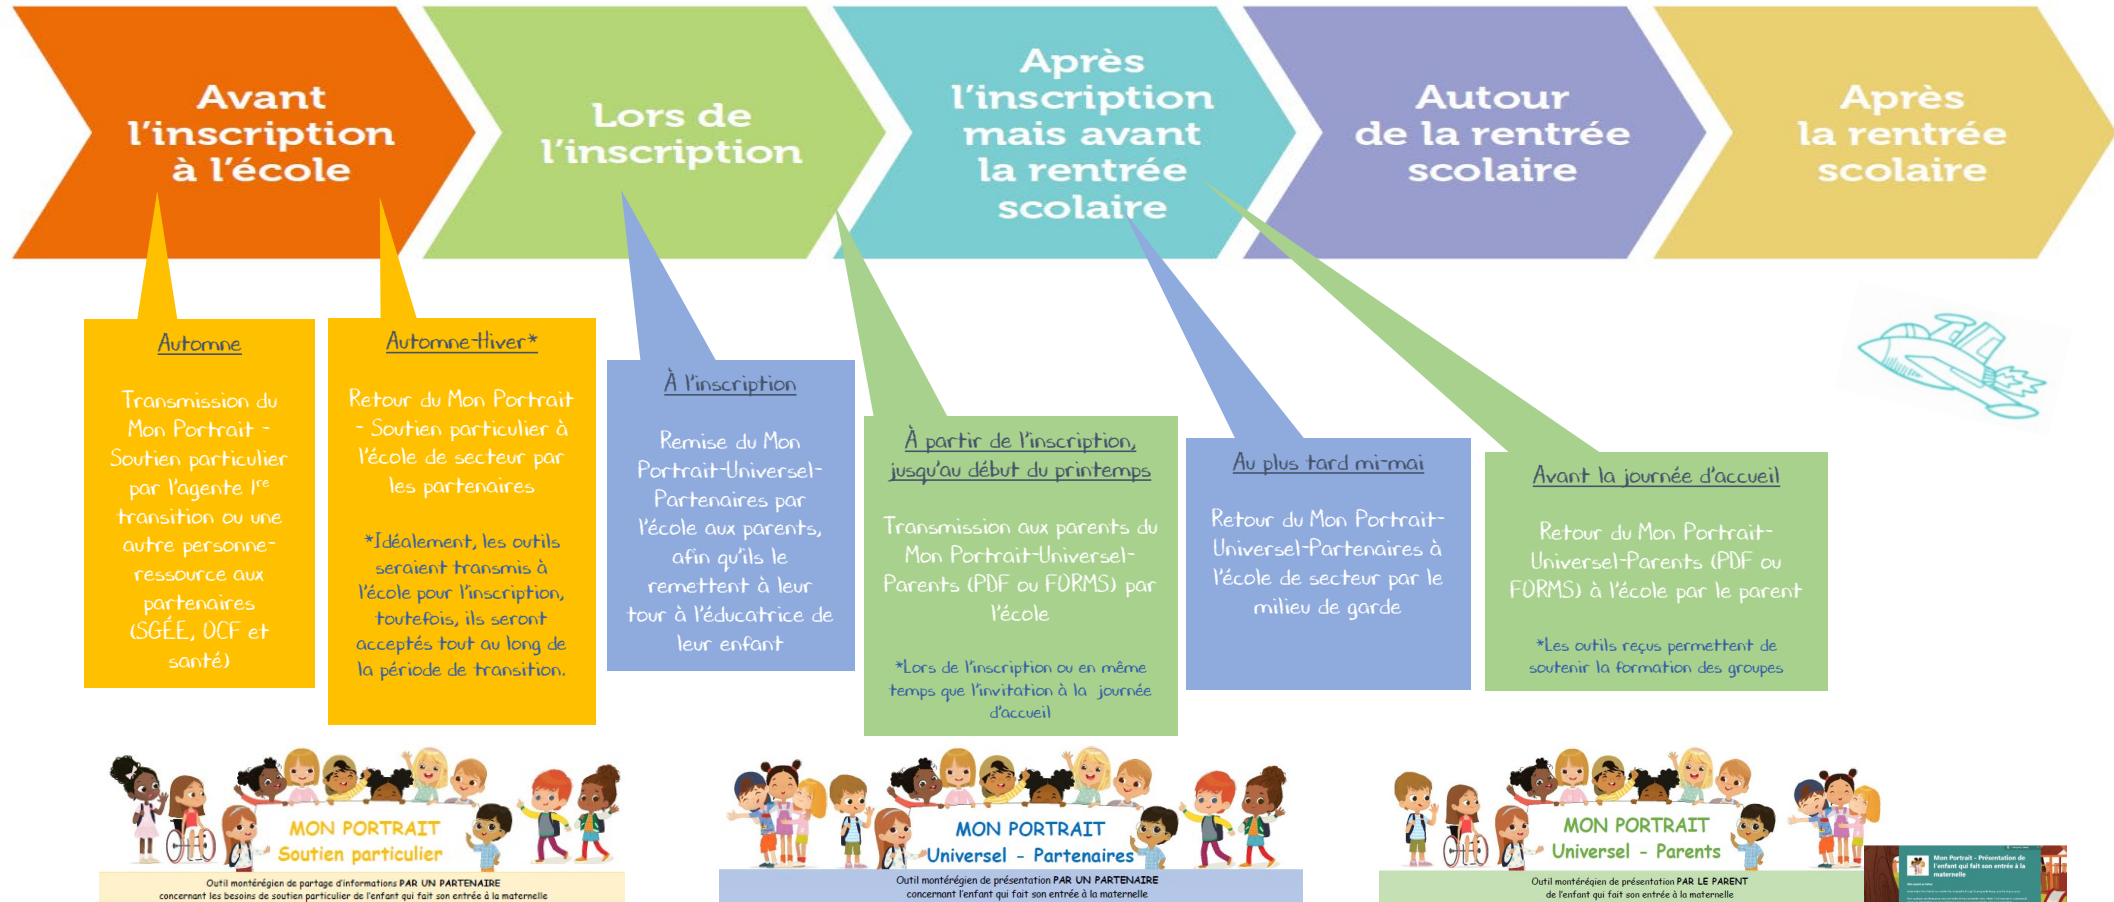 Avant
l'inscription
à l'école
Lors de
l'inscription
Après
l'inscription
mais avant
la rentrée
scolaire
Autour
de la rentrée
scolaire
Après
la rentrée
scolaire
Automne
Transmission du
Mon Portrait -
Soutien particulier
par l'agente 1re
transition ou une
autre personne-
ressource aux
partenaires
(SGÉE, OCF et
santé)
Automne-Hiver*
Retour du Mon Portrait
- Soutien particulier à
l'école de secteur par
les partenaires
*Idéalement, les outils
seraient transmis à
l'école pour l'inscription,
toutefois, ils seront
acceptés tout au long de
la période de transition.
À l'inscription
Remise du Mon
Portrait-Universel-
Partenaires par
l'école aux parents,
afin qu'ils le
remettent à leur
tour à l'éducatrice de
leur enfant
À partir de l'inscription,
jusqu'au début du printemps
Transmission aux parents du
Mon Portrait-Universel-
Parents (PDF ou FORMS) par
l'école
*Lors de l'inscription ou en même
temps que l'invitation à la journée
d'accueil
Au plus tard mi-mai
Retour du Mon Portrait-
Universel-Partenaires à
l'école de secteur par le
milieu de garde
Avant la journée d'accueil
Retour du Mon Portrait-
Universel-Parents (PDF ou
FORMS) à l'école par le parent
*Les outils reçus permettent de
soutenir la formation des groupes
MON PORTRAIT
Soutien particulier
Outil montérégien de partage d'informations PAR UN PARTENAIRE
concernant les besoins de soutien particulier de l'enfant qui fait son entrée à la maternelle
MON PORTRAIT
Universel - Partenaires
Outil montérégien de présentation PAR UN PARTENAIRE
concernant l'enfant qui fait son entrée à la maternelle
MON PORTRAIT
Universel - Parents
Outil montérégien de présentation PAR LE PARENT
de l'enfant qui fait son entrée à la maternelle
Mon Portrait - Présentation de
l'enfant qui fait son entrée à la
maternelle